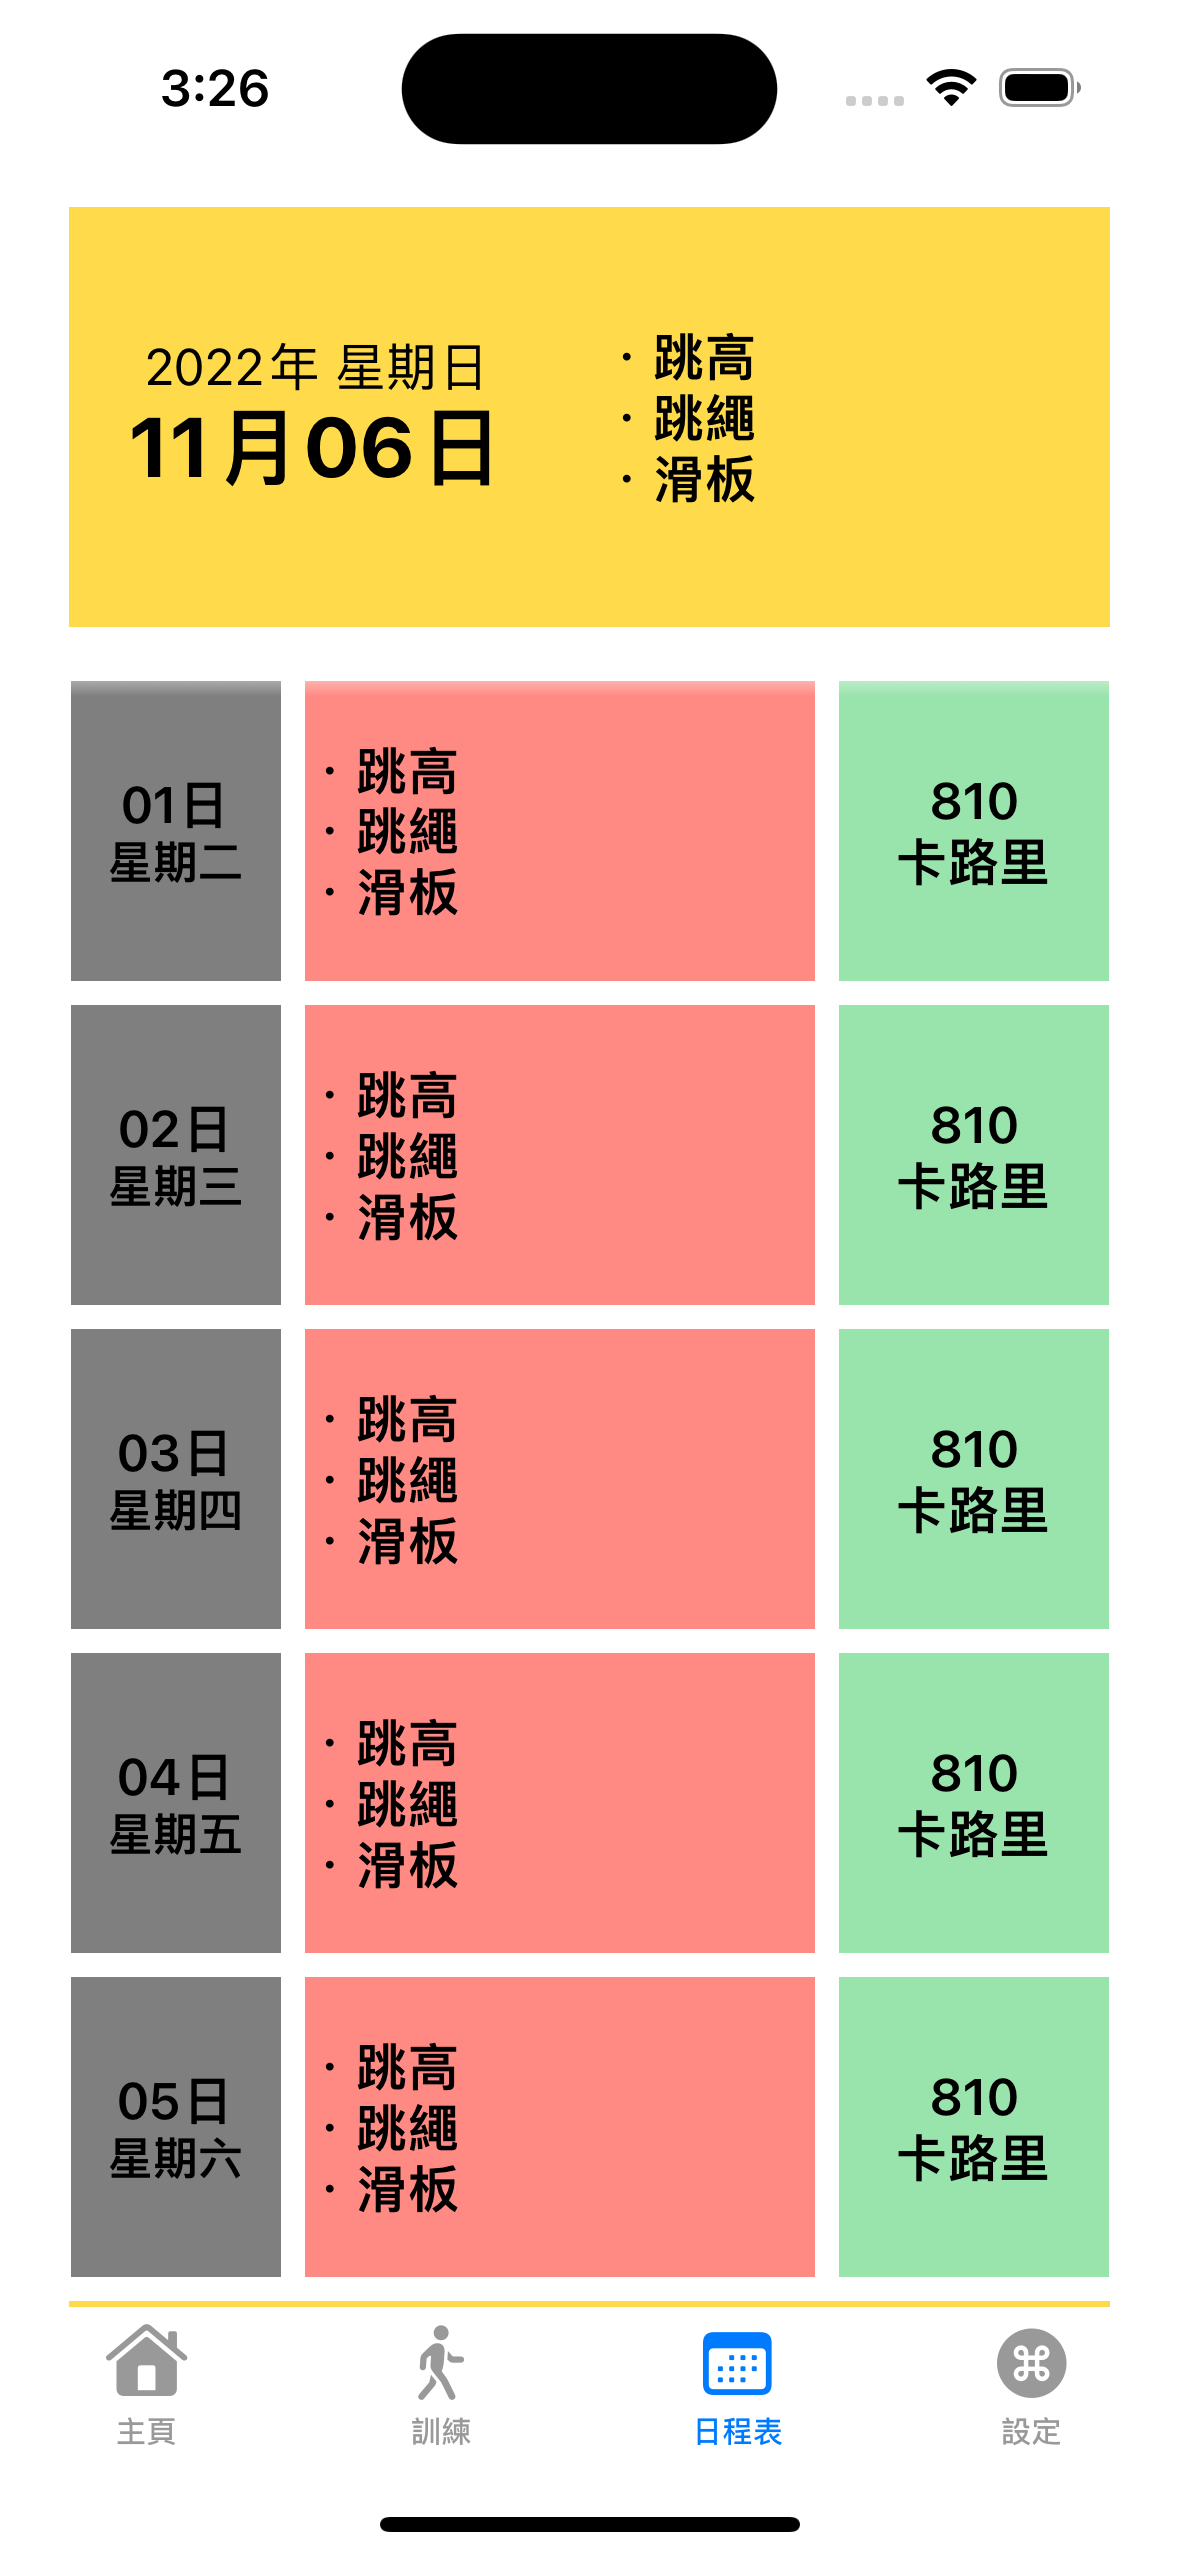 3:26
2022年 星期日
11月06日
· 跳高
· 跳繩
· 滑板
01日
星期二
· 跳高
· 跳繩
· 滑板
810
卡路里
02日
星期三
· 跳高
· 跳繩
· 滑板
810
卡路里
03日
星期四
· 跳高
· 跳繩
· 滑板
810
卡路里
04日
星期五
· 跳高
· 跳繩
· 滑板
810
卡路里
05日
星期六
· 跳高
· 跳繩
· 滑板
810
卡路里
主頁
訓練
日程表
設定